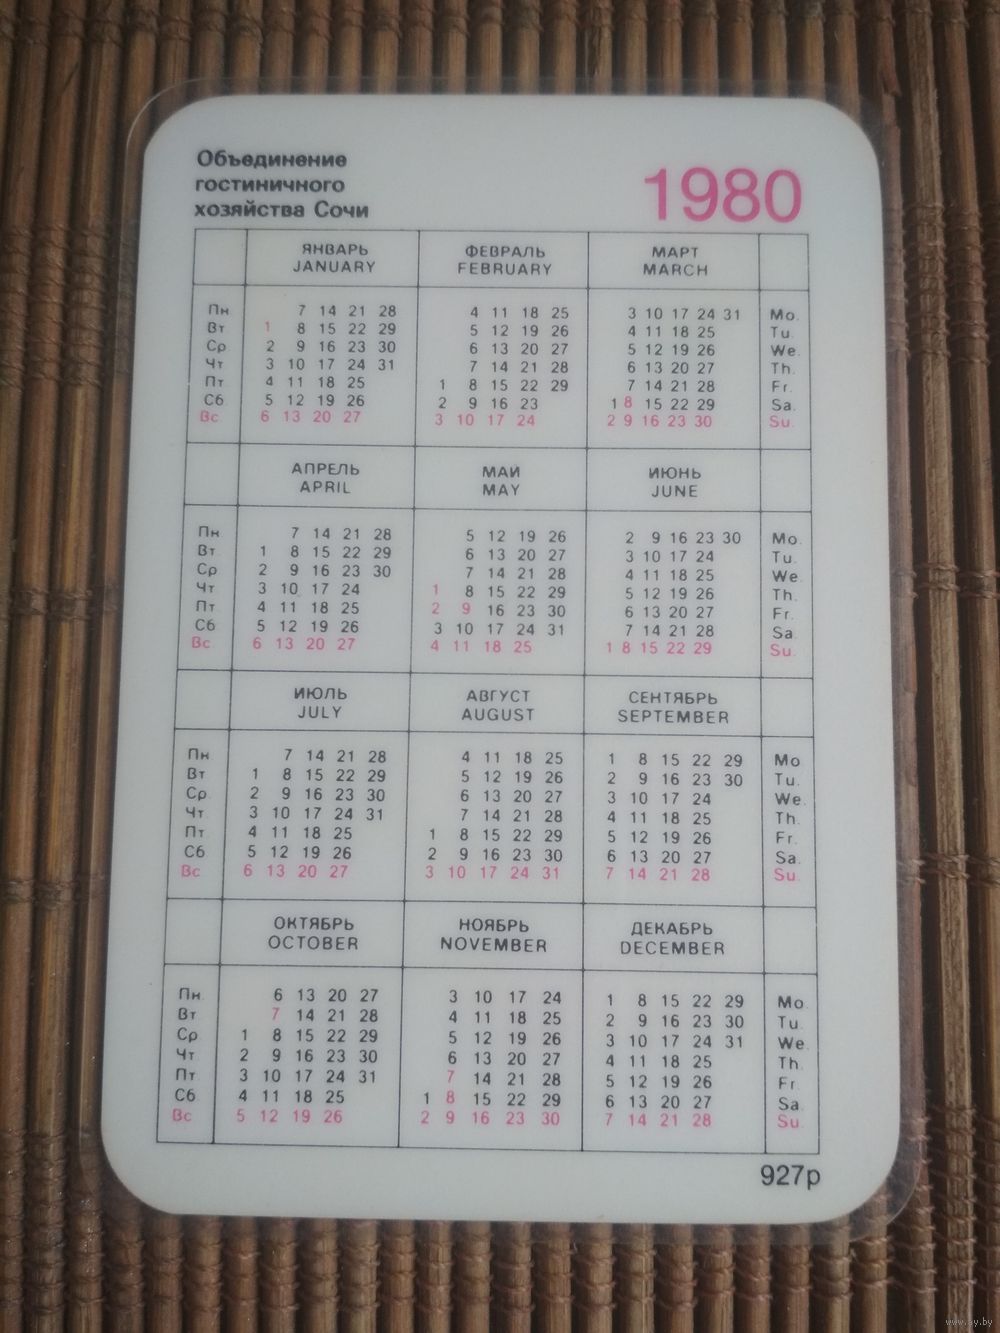 Объединение
гостиничного
хозяйства Сочи
1980
ЯНВАРЬ ФЕВРАЛЬ МАРТ
JANUARY FEBRUARY MARCH
Пн 7 14 21 28 4 11 18 25 3 10 17 24 31 Mo.
Вт 1 8 15 22 29 5 12 19 26 4 11 18 25 Tu.
Ср 2 9 16 23 30 6 13 20 27 5 12 19 26 We.
Чт 3 10 17 24 31 7 14 21 28 6 13 20 27 Th.
Пт 4 11 18 25 1 8 15 22 29 7 14 21 28 Fr.
Сб 5 12 19 26 2 9 16 23 1 8 15 22 29 Sa.
Вс 6 13 20 27 3 10 17 24 2 9 16 23 30 Su.
АПРЕЛЬ МАЙ ИЮНЬ
APRIL MAY JUNE
Пн 7 14 21 28 5 12 19 26 2 9 16 23 30 Mo.
Вт 1 8 15 22 29 6 13 20 27 3 10 17 24 Tu.
Ср 2 9 16 23 30 7 14 21 28 4 11 18 25 We.
Чт 3 10 17 24 1 8 15 22 29 5 12 19 26 Th.
Пт 4 11 18 25 2 9 16 23 30 6 13 20 27 Fr.
Сб 5 12 19 26 3 10 17 24 31 7 14 21 28 Sa.
Вс 6 13 20 27 4 11 18 25 1 8 15 22 29 Su.
ИЮЛЬ АВГУСТ СЕНТЯБРЬ
JULY AUGUST SEPTEMBER
Пн 7 14 21 28 4 11 18 25 1 8 15 22 29 Mo
Вт 1 8 15 22 29 5 12 19 26 2 9 16 23 30 Tu.
Ср 2 9 16 23 30 6 13 20 27 3 10 17 24 We.
Чт 3 10 17 24 31 7 14 21 28 4 11 18 25 Th.
Пт 4 11 18 25 1 8 15 22 29 5 12 19 26 Fr.
Сб 5 12 19 26 2 9 16 23 30 6 13 20 27 Sa.
Вс 6 13 20 27 3 10 17 24 31 7 14 21 28 Su.
ОКТЯБРЬ НОЯБРЬ ДЕКАБРЬ
OCTOBER NOVEMBER DECEMBER
Пн 6 13 20 27 3 10 17 24 1 8 15 22 29 Mo.
Вт 7 14 21 28 4 11 18 25 2 9 16 23 30 Tu.
Ср 1 8 15 22 29 5 12 19 26 3 10 17 24 31 We.
Чт 2 9 16 23 30 6 13 20 27 4 11 18 25 Th.
Пт 3 10 17 24 31 7 14 21 28 5 12 19 26 Fr.
Сб 4 11 18 25 1 8 15 22 29 6 13 20 27 Sa.
Вс 5 12 19 26 2 9 16 23 30 7 14 21 28 Su.
927р
www.ay.by